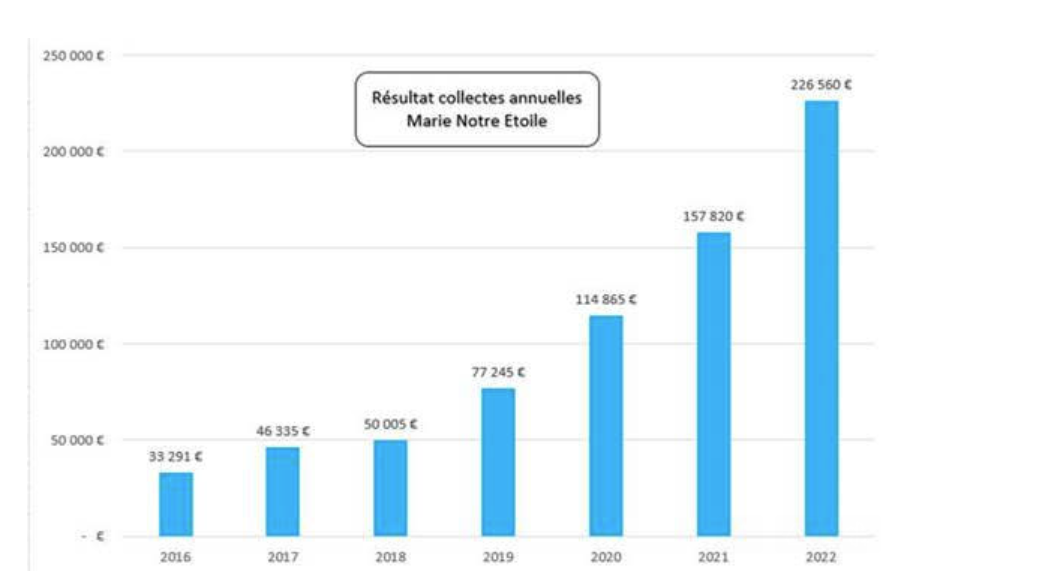 250 000 €
226 560 €
Résultat collectes annuelles
Marie Notre Etoile
200 000 €
157 820 €
150 000 €
114 865 €
100 000 €
77 245 €
50 005 €
46 335 €
50 000 €
33 291 €
- €
2016 2017 2018 2019 2020 2021 2022